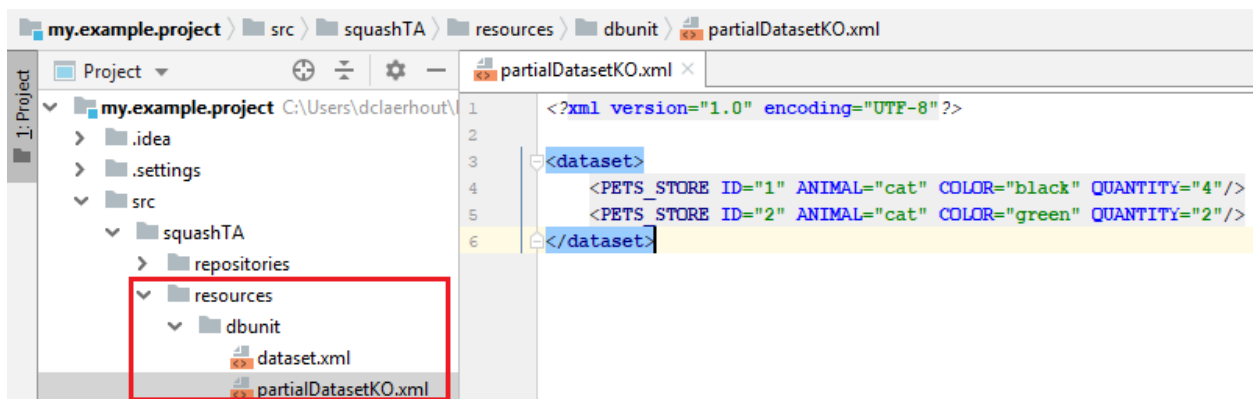 my.example.project src squashTA resources dbunit partialDatasetKO.xml
1: Project
Project
partialDatasetKO.xml
my.example.project C:\Users\dclaerhout\
.idea
.settings
src
squashTA
repositories
resources
dbunit
dataset.xml
partialDatasetKO.xml
1 <?xml version="1.0" encoding="UTF-8"?>
2
3 <dataset>
4 <PETS_STORE ID="1" ANIMAL="cat" COLOR="black" QUANTITY="4"/>
5 <PETS_STORE ID="2" ANIMAL="cat" COLOR="green" QUANTITY="2"/>
6 </dataset>